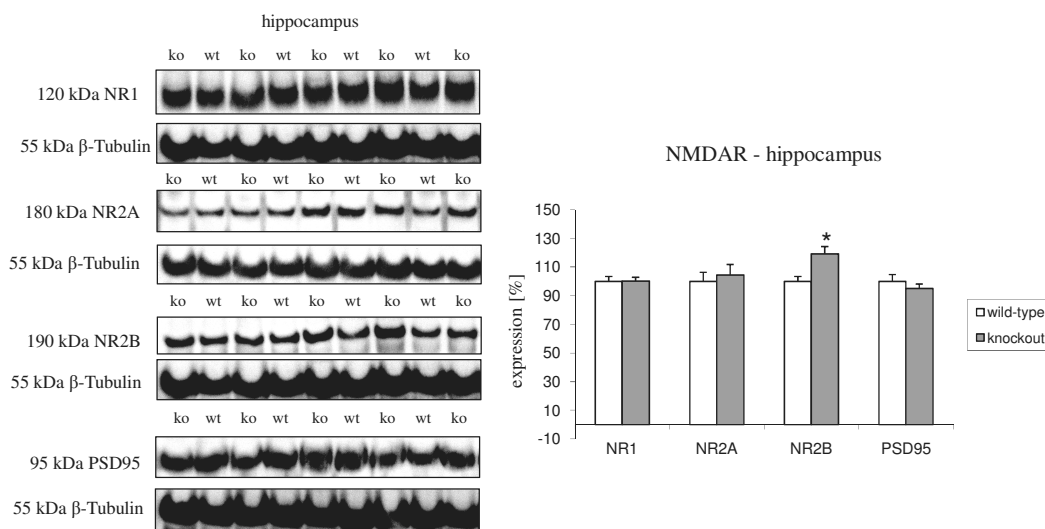 hippocampus
ko wt ko wt ko wt ko wt ko
120 kDa NR1
55 kDa β-Tubulin
ko wt ko wt ko wt ko wt ko
180 kDa NR2A
55 kDa β-Tubulin
ko wt ko wt ko wt ko wt ko
190 kDa NR2B
55 kDa β-Tubulin
ko wt ko wt ko wt ko wt ko
95 kDa PSD95
55 kDa β-Tubulin
NMDAR - hippocampus
expression [%]
150
130
110
90
70
50
30
10
-10
*
NR1 NR2A NR2B PSD95
wild-type
knockout